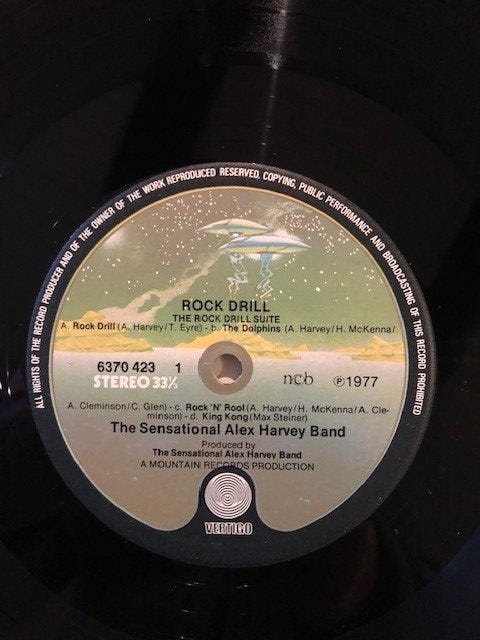 ALL RIGHTS OF THE RECORD PRODUCER AND OF THE OWNER OF THE WORK REPRODUCED RESERVED. COPYING, PUBLIC PERFORMANCE AND BROADCASTING OF THIS RECORD PROHIBITED
ROCK DRILL
THE ROCK DRILL SUITE
A. Rock Drill (A. Harvey/T. Eyre) - b. The Dolphins (A. Harvey/H. McKenna/
6370 423 1
STEREO 33⅓
ncb ℗1977
A. Cleminson/C. Glen) - c. Rock 'N' Rool (A. Harvey/H. McKenna/A. Cle-
minson) - d. King Kong (Max Steiner)
The Sensational Alex Harvey Band
Produced by
The Sensational Alex Harvey Band
A MOUNTAIN RECORDS PRODUCTION
VERTIGO